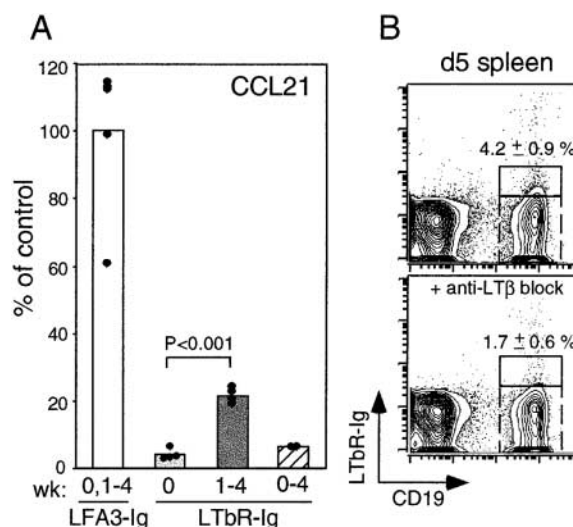 A
CCL21
% of control
120
100
80
60
40
20
0
P<0.001
wk: 0,1-4 0 1-4 0-4
LFA3-Ig LTbR-Ig
B
d5 spleen
4.2 ± 0.9 %
+ anti-LTβ block
1.7 ± 0.6 %
LTbR-Ig
CD19